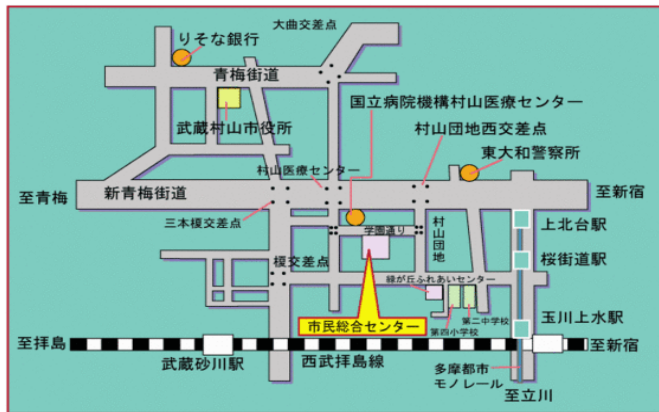 大曲交差点
りそな銀行
青梅街道
国立病院機構村山医療センター
武蔵村山市役所
村山団地西交差点
東大和警察所
村山医療センター
至青梅
新青梅街道
至新宿
三本榎交差点
学園通り
村山団地
上北台駅
榎交差点
桜街道駅
緑が丘ふれあいセンター
市民総合センター
第二中学校
第四小学校
玉川上水駅
至拝島
至新宿
武蔵砂川駅
西武拝島線
多摩都市
モノレール
至立川